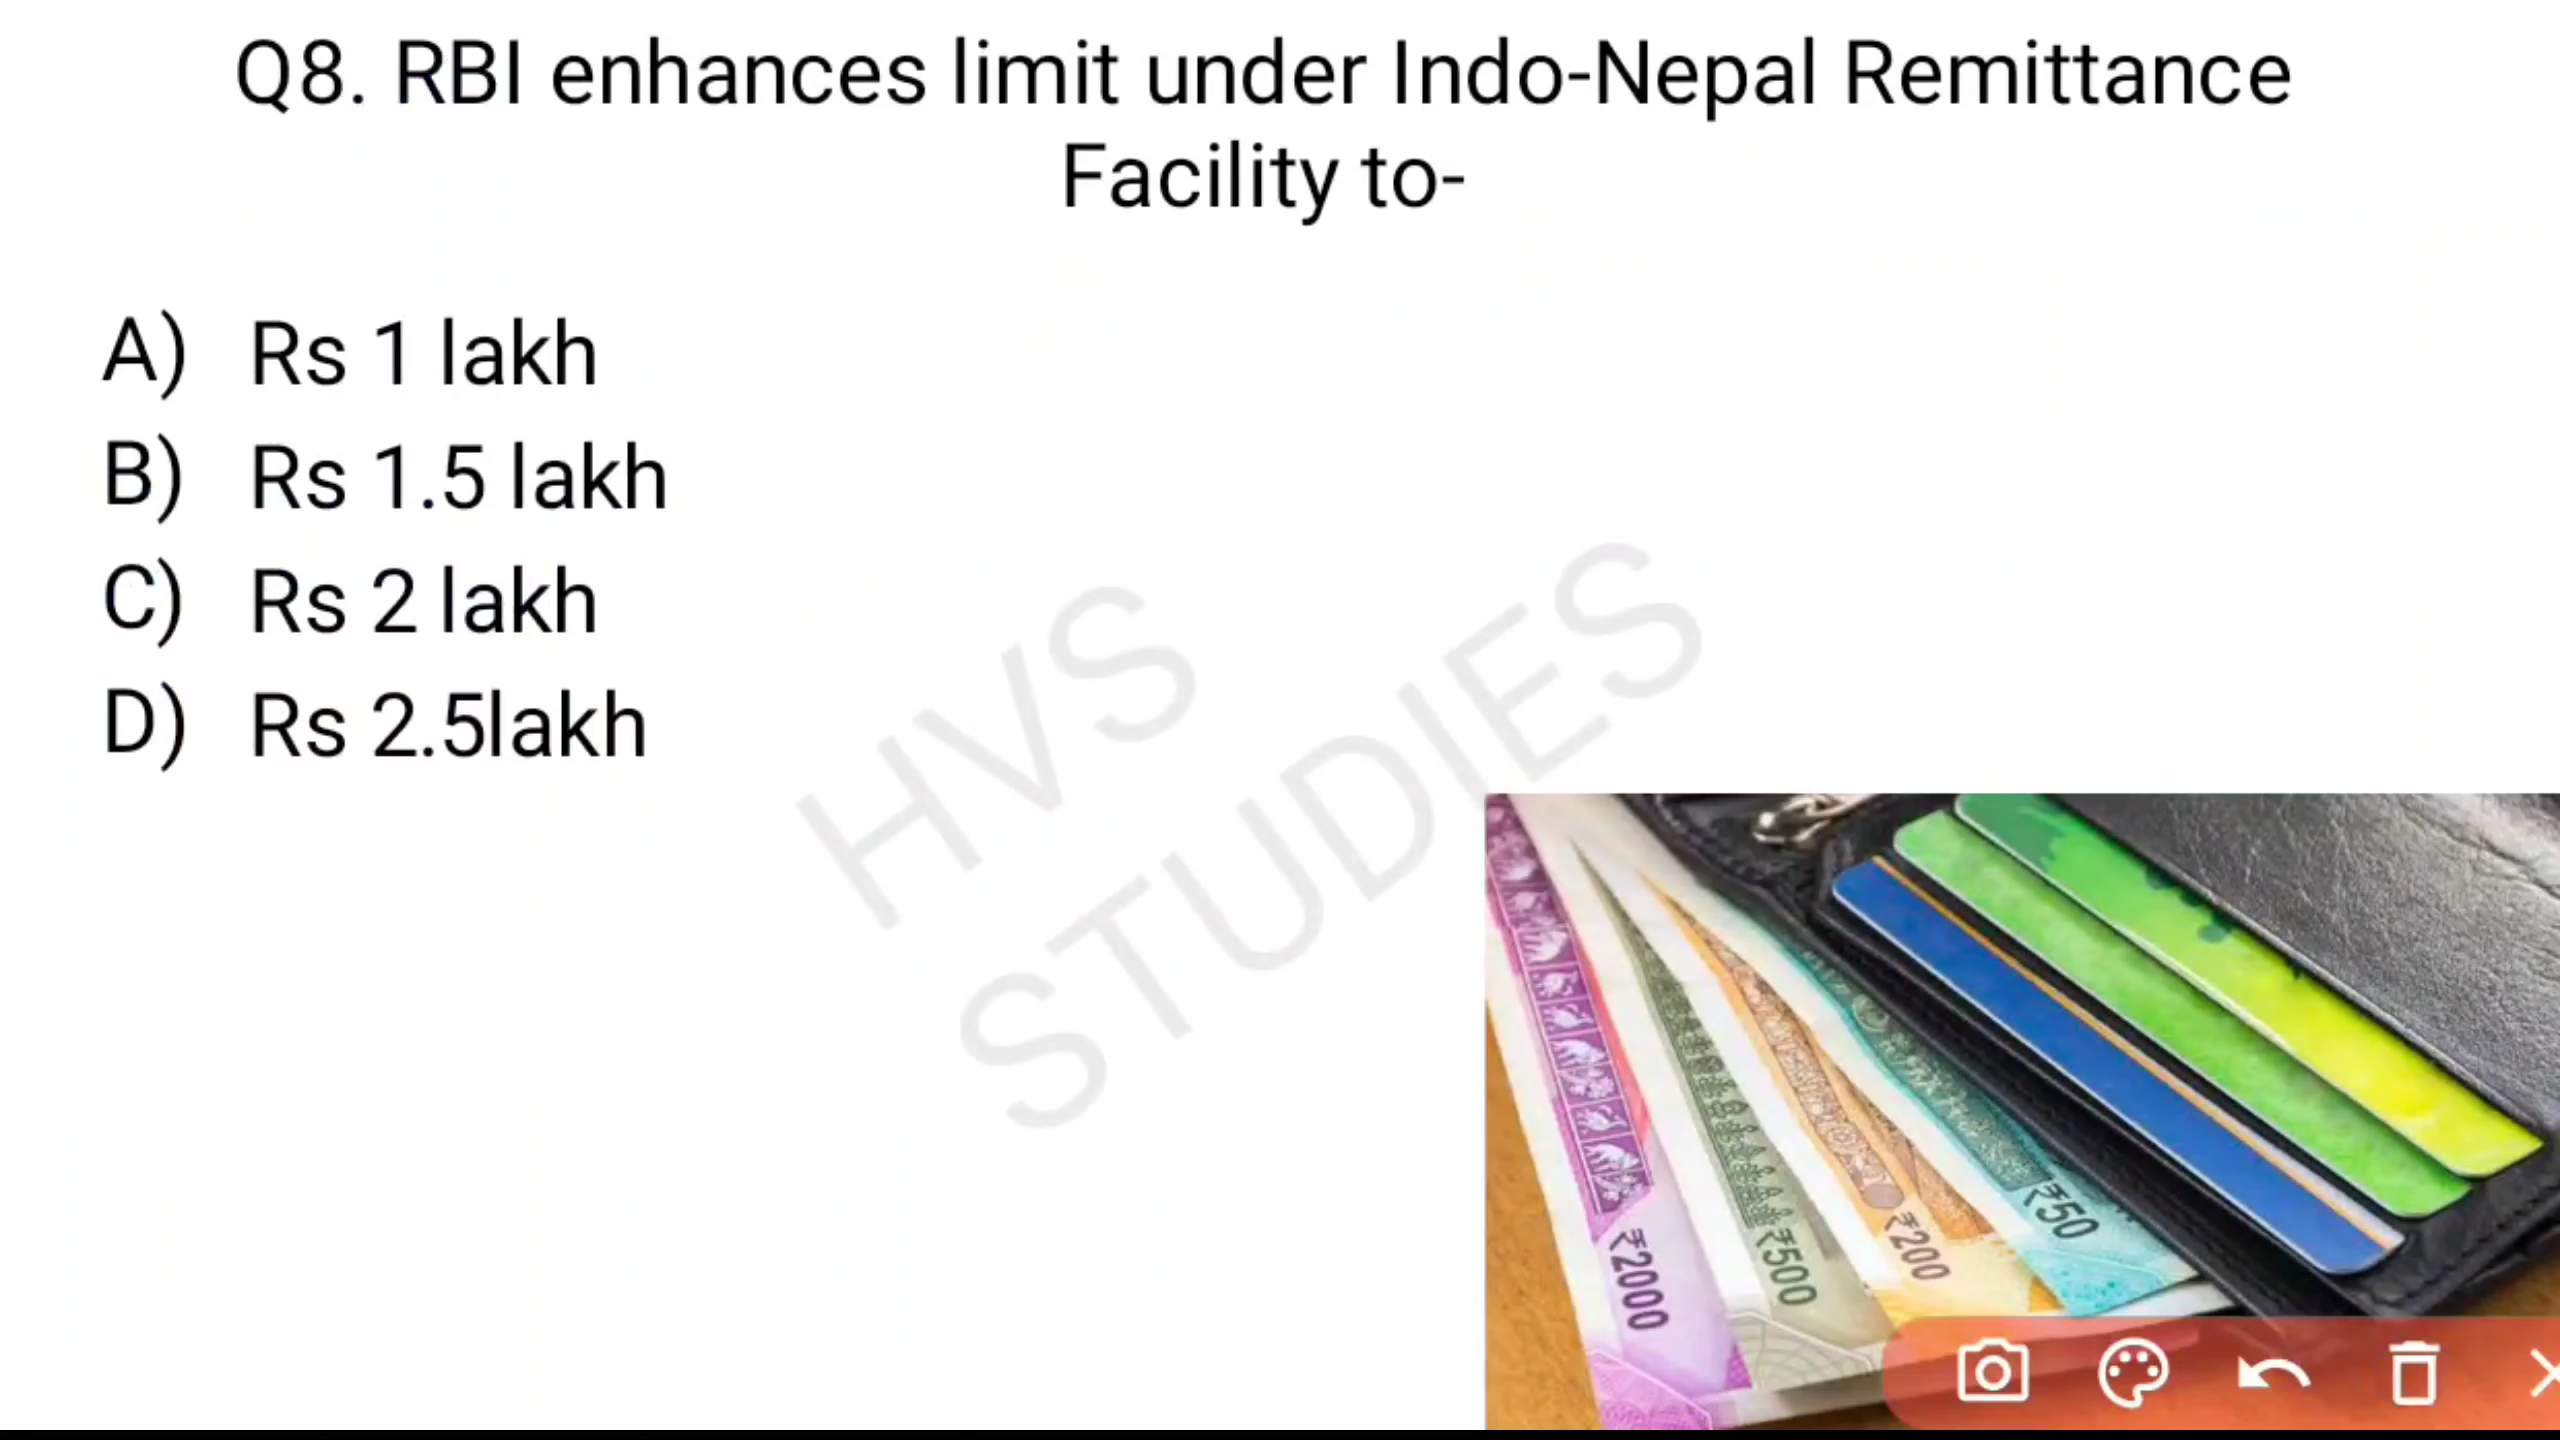 Q8. RBI enhances limit under Indo-Nepal Remittance
Facility to-
A) Rs 1 lakh
B) Rs 1.5 lakh
C) Rs 2 lakh
D) Rs 2.5lakh
HVS
STUDIES
₹2000
₹500
₹200
₹50